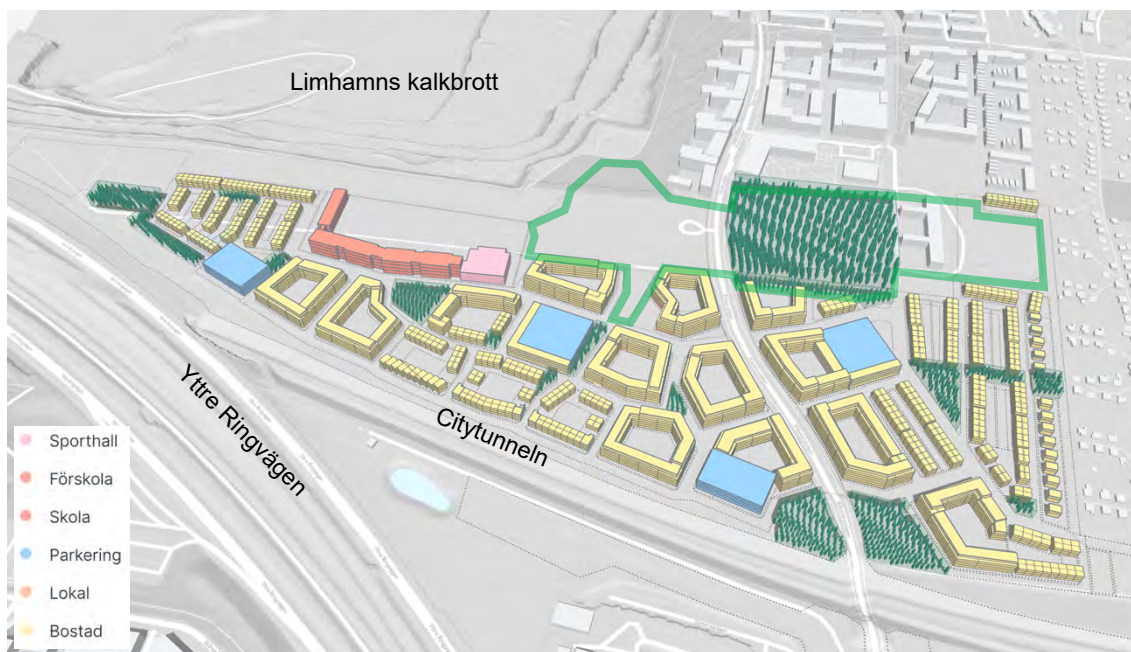 Limhamns kalkbrott
Yttre Ringvägen
Citytunneln
Sporthall
Förskola
Skola
Parkering
Lokal
Bostad